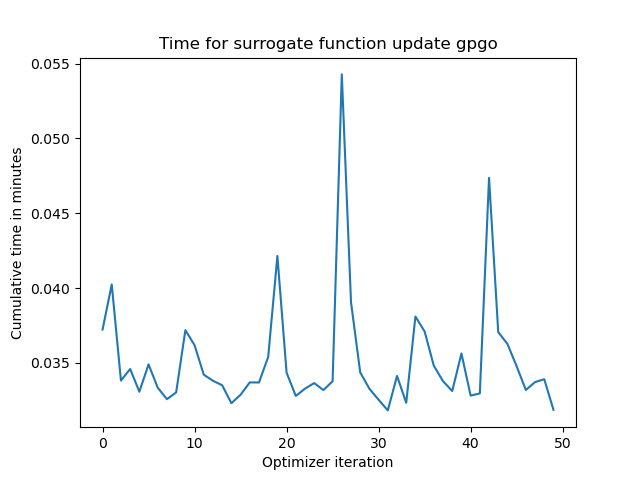 Time for surrogate function update gpgo
0.055
0.050
0.045
0.040
0.035
Cumulative time in minutes
0 10 20 30 40 50
Optimizer iteration